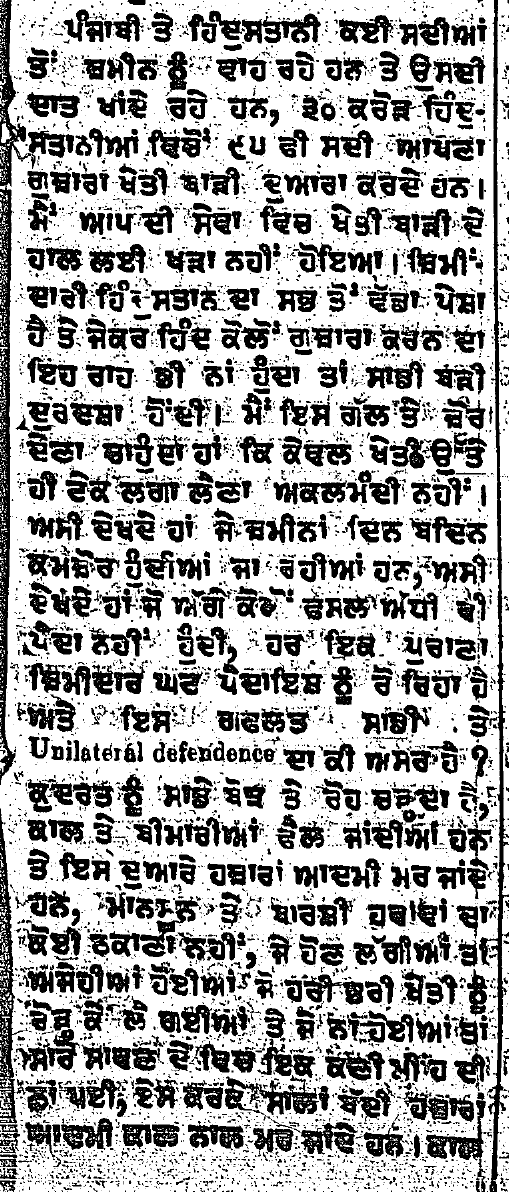 ਪੰਜਾਬੀ ਤੇ ਹਿੰਦੁਸਤਾਨੀ ਕਈ ਸਦੀਆਂ
ਤੋਂ ਜ਼ਮੀਨ ਨੂੰ ਵਾਹ ਰਹੇ ਹਨ ਤੇ ਉਸਦੀ
ਦਾਤ ਖਾਂਦੇ ਰਹੇ ਹਨ, ੩੦ ਕਰੋੜ ਹਿੰਦੁ-
ਸਤਾਨੀਆਂ ਵਿਚੋਂ ੯੫ ਫੀ ਸਦੀ ਆਪਣਾ
ਗੁਜ਼ਾਰਾ ਖੇਤੀ ਬਾੜੀ ਦੁਆਰਾ ਕਰਦੇ ਹਨ।
ਮੈਂ ਆਪ ਦੀ ਸੇਵਾ ਵਿਚ ਖੇਤੀ ਬਾੜੀ ਦੇ
ਹਾਲ ਲਈ ਖੜਾ ਨਹੀਂ ਹੋਇਆ। ਜ਼ਿਮੀਂ-
ਦਾਰੀ ਹਿੰਦੁਸਤਾਨ ਦਾ ਸਭ ਤੋਂ ਵੱਡਾ ਪੇਸ਼ਾ
ਹੈ ਤੇ ਜੇਕਰ ਹਿੰਦ ਕੋਲੋਂ ਗੁਜ਼ਾਰਾ ਕਰਨ ਦਾ
ਇਹ ਰਾਹ ਭੀ ਨਾਂ ਹੁੰਦਾ ਤਾਂ ਸਾਡੀ ਬੜੀ
ਦੁਰਦਸ਼ਾ ਹੋਂਦੀ। ਮੈਂ ਇਸ ਗੱਲ ਤੇ ਜ਼ੋਰ
ਦੇਣਾ ਚਾਹੁੰਦਾ ਹਾਂ ਕਿ ਕੇਵਲ ਖੇਤੀ ਉੱਤੇ
ਹੀ ਟੇਕ ਲਗਾ ਲੈਣਾ ਅਕਲਮੰਦੀ ਨਹੀਂ।
ਅਸੀ ਦੇਖਦੇ ਹਾਂ ਜੋ ਜ਼ਮੀਨਾਂ ਦਿਨ ਬਦਿਨ
ਕਮਜ਼ੋਰ ਹੁੰਦੀਆਂ ਜਾ ਰਹੀਆਂ ਹਨ, ਅਸੀ
ਦੇਖਦੇ ਹਾਂ ਜੋ ਅੱਗੇ ਕੋਲੋਂ ਫਸਲ ਅੱਧੀ ਭੀ
ਪੈਦਾ ਨਹੀਂ ਹੁੰਦੀ, ਹਰ ਇਕ ਪੁਰਾਣਾ
ਜ਼ਿਮੀਦਾਰ ਘਟ ਪੈਦਾਇਸ਼ ਨੂੰ ਰੋ ਰਿਹਾ ਹੈ
ਅਤੇ ਇਸ ਗਫਲਤ ਸਾਡੀ ਤੇ
Unilateral defendence ਦਾ ਕੀ ਅਸਰ ਹੈ ?
ਕੁਦਰਤ ਨੂੰ ਸਾਡੇ ਬੋਝ ਤੇ ਰੋਹ ਚੜ੍ਹਦਾ ਹੈ,
ਕਾਲ ਤੇ ਬੀਮਾਰੀਆਂ ਫੈਲ ਜਾਂਦੀਆਂ ਹਨ
ਤੇ ਇਸ ਦੁਆਰੇ ਹਜ਼ਾਰਾਂ ਆਦਮੀ ਮਰ ਜਾਂਦੇ
ਹਨ, ਮਾਨਸੂਨ ਤੇ ਬਾਰਸ਼ੀ ਹਵਾਵਾਂ ਦਾ
ਕੋਈ ਠਕਾਣਾ ਨਹੀਂ, ਜੇ ਹੋਣ ਲੱਗੀਆਂ ਤਾਂ
ਅਜੇਹੀਆਂ ਹੋਈਆਂ ਜੋ ਹਰੀ ਭਰੀ ਖੇਤੀ ਨੂੰ
ਰੋੜ੍ਹ ਕੇ ਲੈ ਗਈਆਂ ਤੇ ਜੇ ਨਾਂ ਹੋਈਆਂ ਤਾਂ
ਸਾਰੇ ਸਾਵਣ ਦੇ ਵਿਚ ਇਕ ਕਣੀ ਮੀਂਹ ਦੀ
ਨਾਂ ਪਈ, ਏਸ ਕਰਕੇ ਸਾਲਾਂ ਬੱਦੀ ਹਜ਼ਾਰਾਂ
ਆਦਮੀ ਕਾਲ ਨਾਲ ਮਰ ਜਾਂਦੇ ਹਨ। ਕਾਲ